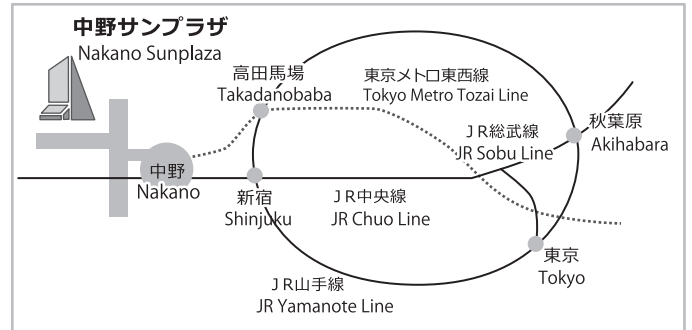 中野サンプラザ
Nakano Sunplaza
高田馬場
Takadanobaba
東京メトロ東西線
Tokyo Metro Tozai Line
秋葉原
Akihabara
JR総武線
JR Sobu Line
中野
Nakano
新宿
Shinjuku
JR中央線
JR Chuo Line
東京
Tokyo
JR山手線
JR Yamanote Line